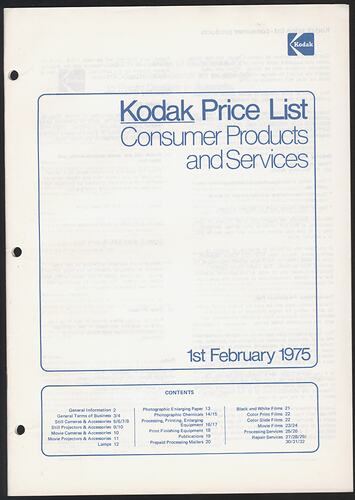 Kodak
Kodak Price List
Consumer Products
and Services
1st February 1975
CONTENTS
General Information 2
General Terms of Business 3/4
Still Cameras & Accessories 5/6/7/8
Still Projectors & Accessories 9/10
Movie Cameras & Accessories 10
Movie Projectors & Accessories 11
Lamps 12
Photographic Enlarging Paper 13
Photographic Chemicals 14/15
Processing, Printing, Enlarging
Equipment 16/17
Print Finishing Equipment 18
Publications 19
Prepaid Processing Mailers 20
Black and White Films 21
Color Print Films 22
Color Slide Films 22
Movie Films 23/24
Processing Services 25/26
Repair Services 27/28/29/
30/31/32